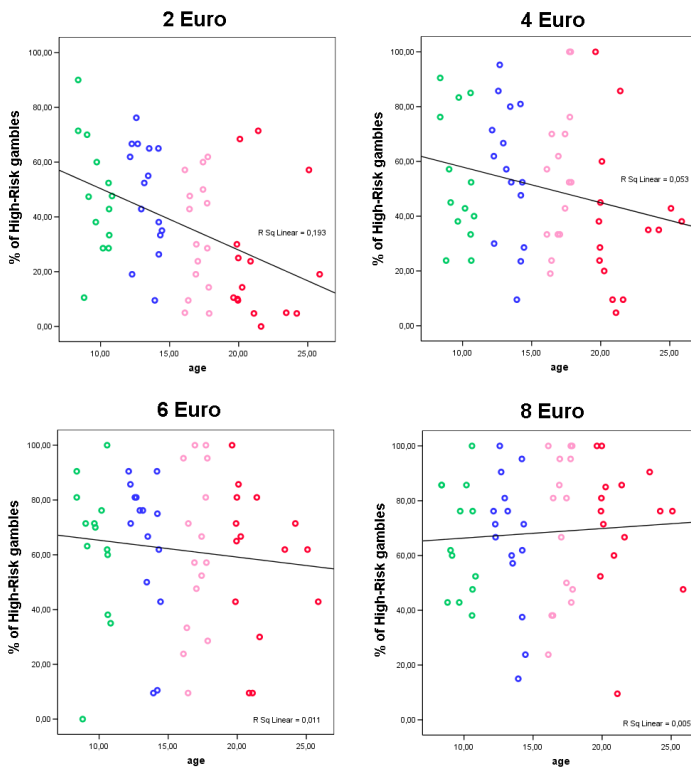 2 Euro
100,00
80,00
60,00
40,00
20,00
0,00
% of High-Risk gambles
R Sq Linear = 0,193
10,00 15,00 20,00 25,00
age
4 Euro
100,00
80,00
60,00
40,00
20,00
0,00
% of High-Risk gambles
R Sq Linear = 0,053
10,00 15,00 20,00 25,00
age
6 Euro
100,00
80,00
60,00
40,00
20,00
0,00
% of High-Risk gambles
R Sq Linear = 0,011
10,00 15,00 20,00 25,00
age
8 Euro
100,00
80,00
60,00
40,00
20,00
0,00
% of High-Risk gambles
R Sq Linear = 0,005
10,00 15,00 20,00 25,00
age